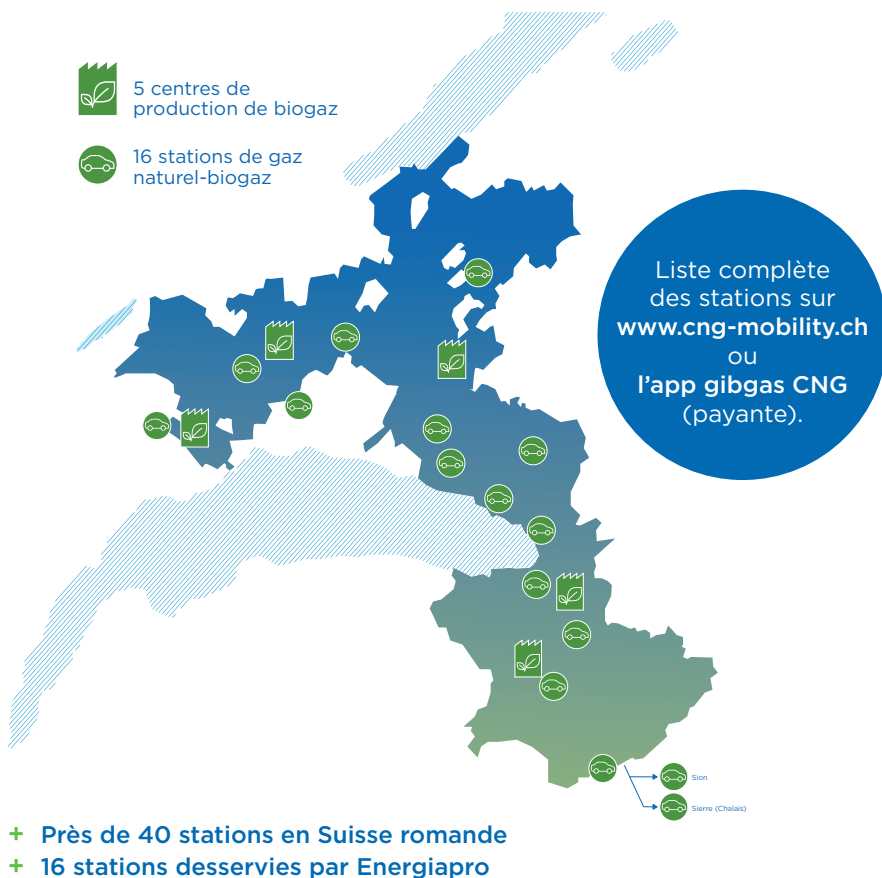 5 centres de
production de biogaz
16 stations de gaz
naturel-biogaz
Liste complète
des stations sur
www.cng-mobility.ch
ou
l'app gibgas CNG
(payante).
Sion
Sierre (Chalais)
+ Près de 40 stations en Suisse romande
+ 16 stations desservies par Energiapro